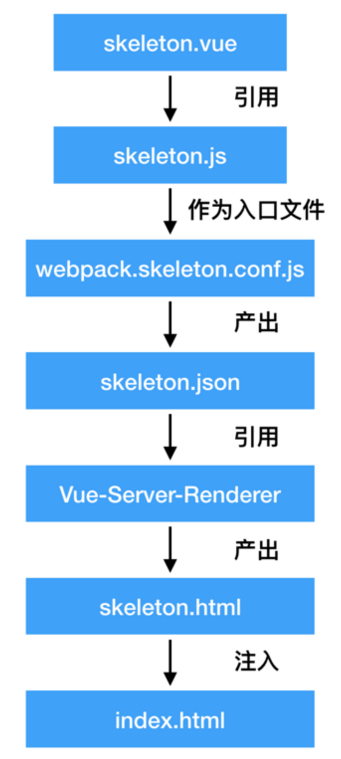 skeleton.vue
引用
skeleton.js
作为入口文件
webpack.skeleton.conf.js
产出
skeleton.json
引用
Vue-Server-Renderer
产出
skeleton.html
注入
index.html